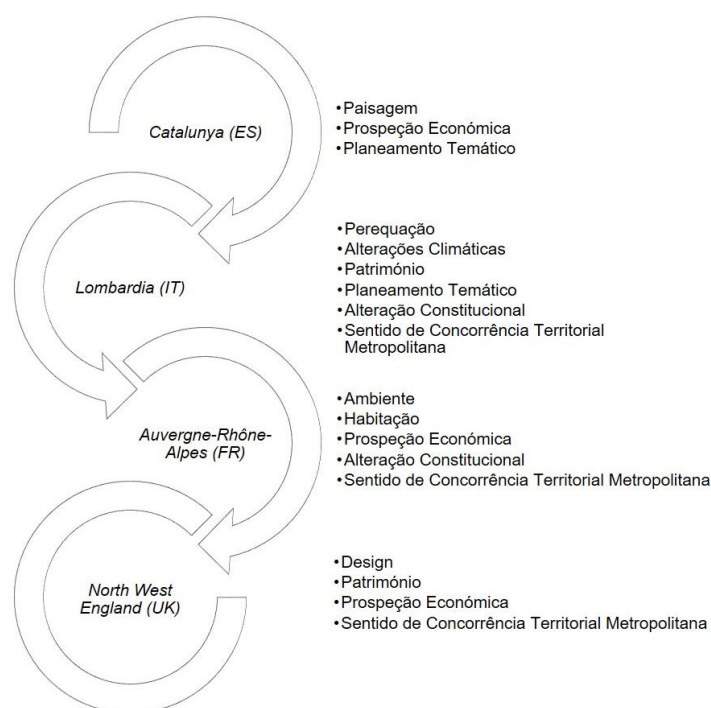 Catalunya (ES)
•Paisagem
•Prospeção Económica
•Planeamento Temático
Lombardia (IT)
•Perequação
•Alterações Climáticas
•Património
•Planeamento Temático
•Alteração Constitucional
•Sentido de Concorrência Territorial
Metropolitana
Auvergne-Rhône-
Alpes (FR)
•Ambiente
•Habitação
•Prospeção Económica
•Alteração Constitucional
•Sentido de Concorrência Territorial Metropolitana
North West
England (UK)
•Design
•Património
•Prospeção Económica
•Sentido de Concorrência Territorial Metropolitana